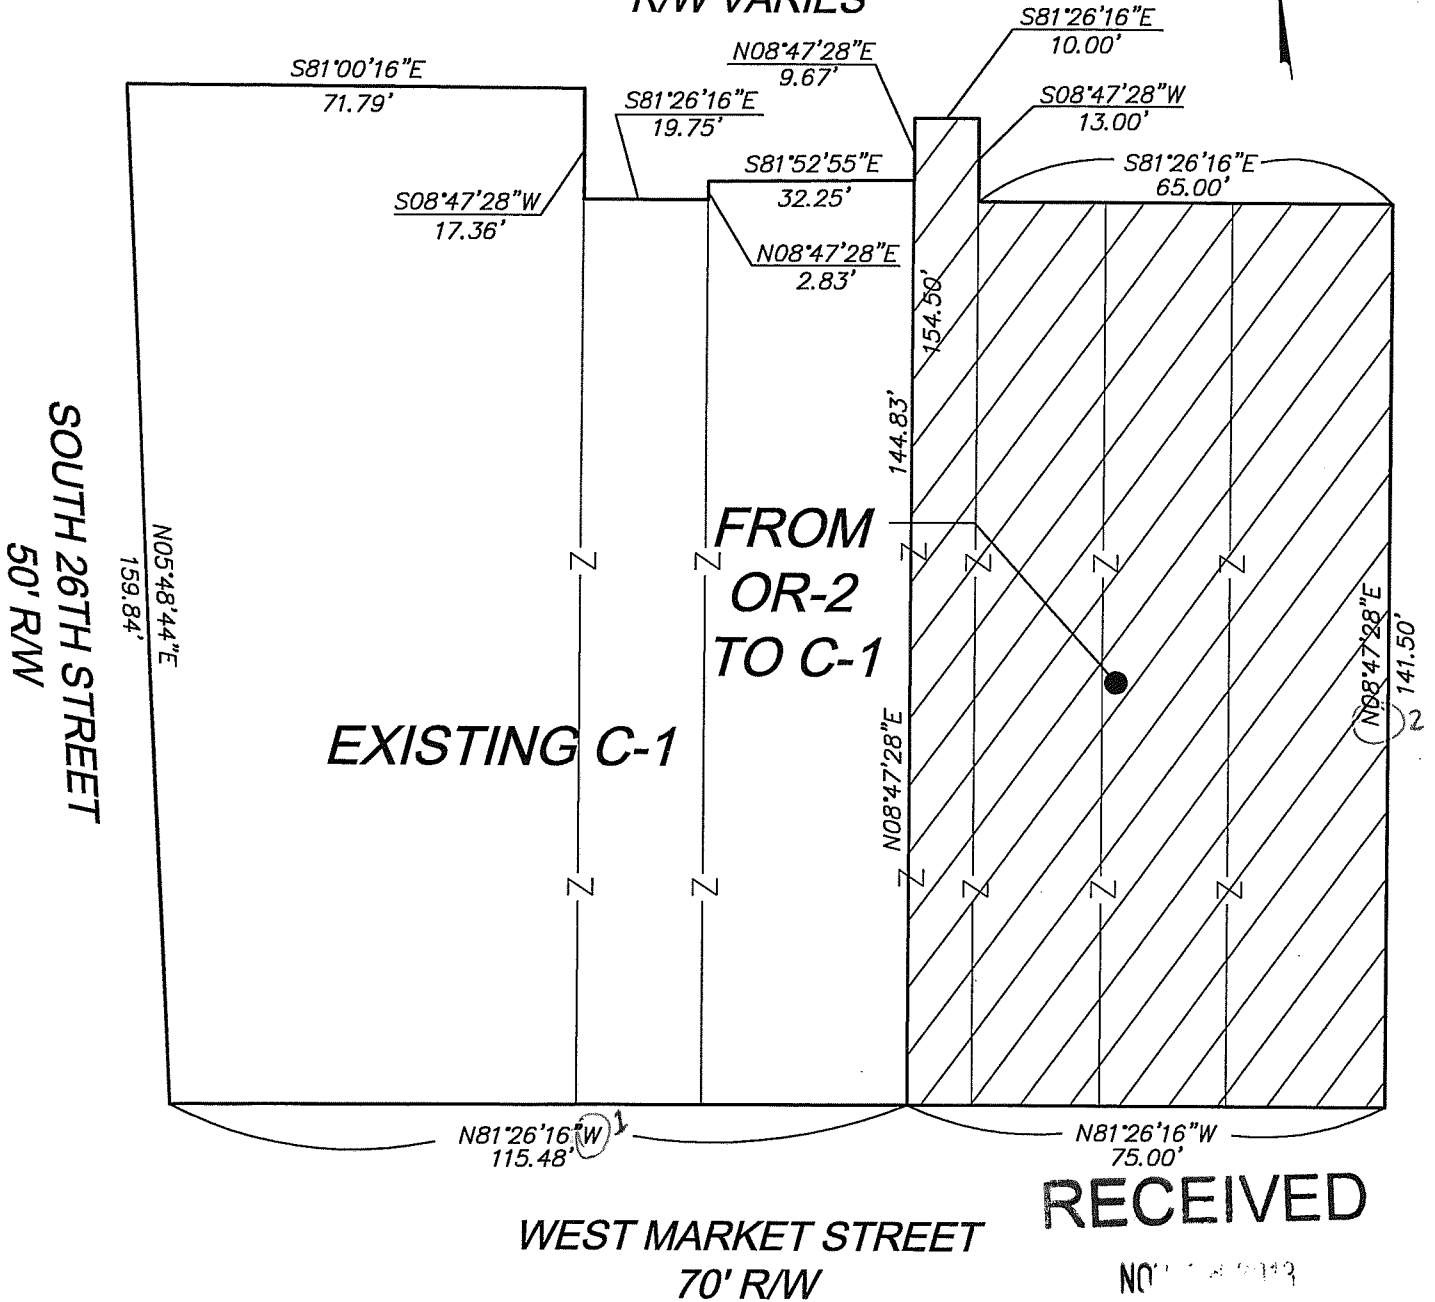 R/W VARIES
S81°26'16"E
10.00'
N08°47'28"E
9.67'
S81°00'16"E
71.79'
S81°26'16"E
19.75'
S08°47'28"W
13.00'
S81°52'55"E
32.25'
S81°26'16"E
65.00'
S08°47'28"W
17.36'
N08°47'28"E
2.83'
154.50'
144.83'
SOUTH 26TH STREET
50' R/W
N05°48'44"E
159.84'
FROM
OR-2
TO C-1
Z Z Z Z Z Z
N08°47'28"E
141.50'
2
EXISTING C-1
N08°47'28"E
Z Z Z Z Z Z
N81°26'16"W
1
115.48'
N81°26'16"W
75.00'
RECEIVED
WEST MARKET STREET
70' R/W